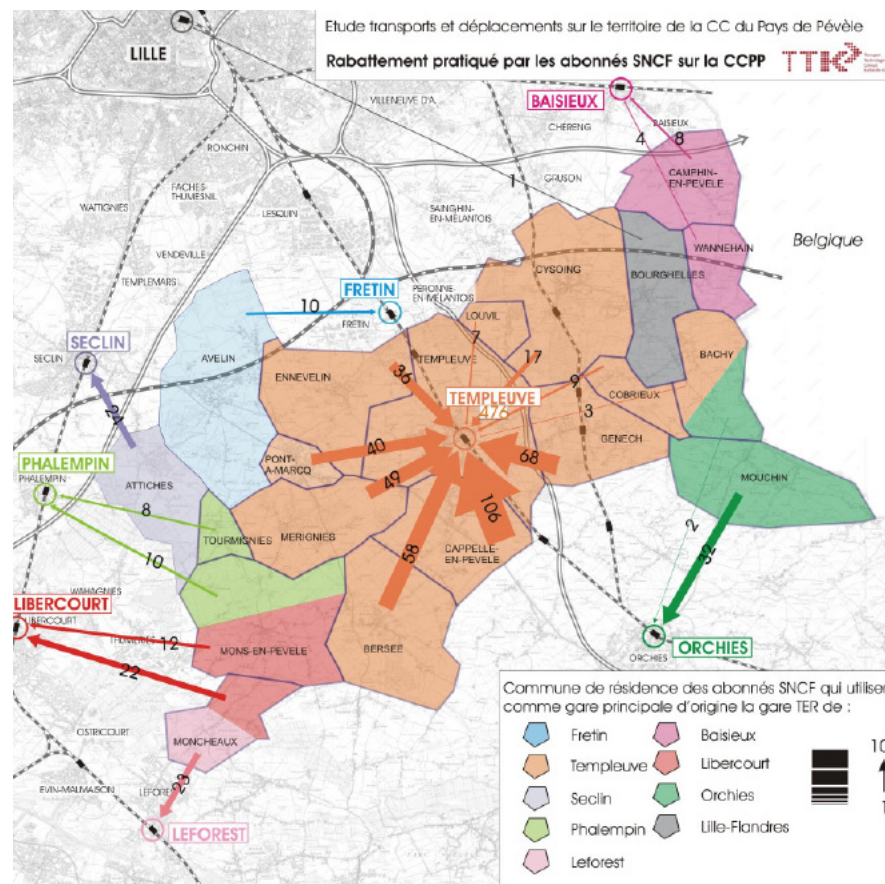 Etude transports et déplacements sur le territoire de la CC du Pays de Pévèle
LILLE
Rabattement pratiqué par les abonnés SNCF sur la CCPP
TTK
BAISIEUX
VILLENEUVE D'A.
CHERENG
BAISIEUX
4
8
RONCHIN
GRUSON
CAMPHIN-
EN-PEVELE
1
FACHES-
THUMESNIL
WATTIGNIES
LESQUIN
SAINGHIN-
EN-MÉLANTOIS
WANNEHAIN
Belgique
VENDEVILLE
TEMPLEMARS
CYSOING
BOURGHELLES
FRETIN
PERONNE-
EN-MÉLANTOIS
10
FRETIN
LOUVIL
SECLIN
SECLIN
AVELIN
ENNEVELIN
TEMPLEUVE
7
17
BACHY
36
TEMPLEUVE
476
9
COBRIEUX
3
24
PHALEMPIN
PHALEMPIN
PONT-
A-MARCQ
40
GENECH
68
49
ATTICHES
8
106
MOUCHIN
TOURMIGNIES
MERIGNIES
2
10
58
CAPPELLE-
EN-PEVELE
32
WAHAGNIES
LIBERCOURT
LIBERCOURT
12
MONS-EN-PEVELE
BERSEE
ORCHIES
ORCHIES
22
OSTRICOURT
MONCHEAUX
23
EVIN-MALMAISON
LEFOREST
Commune de résidence des abonnés SNCF qui utilisen
comme gare principale d'origine la gare TER de :
Fretin
Baisieux
Templeuve
Libercourt
Seclin
Orchies
Phalempin
Lille-Flandres
Leforest
10
1